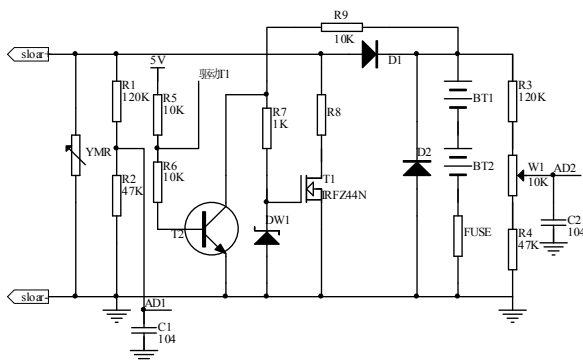 R9
10K
sloar+
D1
5V
驱动T1
R1
120K
R5
10K
R7
1K
R8
BT1
R3
120K
YMR
R2
47K
R6
10K
D2
BT2
W1
10K
AD2
T1
IRFZ44N
T2
DW1
FUSE
R4
47K
C2
104
sloar-
AD1
C1
104